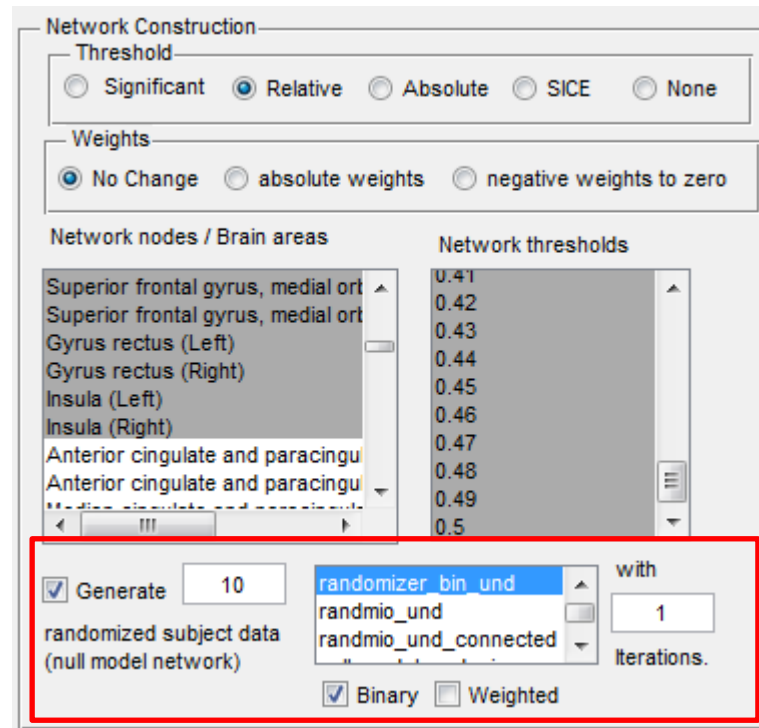 Network Construction
Threshold
Significant Relative Absolute SICE None
Weights
No Change absolute weights negative weights to zero
Network nodes / Brain areas
Superior frontal gyrus, medial
Superior frontal gyrus, medial
Gyrus rectus (Left)
Gyrus rectus (Right)
Insula (Left)
Insula (Right)
Anterior cingulate and
Anterior cingulate and
Network thresholds
0.41
0.42
0.43
0.44
0.45
0.46
0.47
0.48
0.49
0.5
Generate 10
randomized subject data
(null model network)
randomizer_bin_und
randmio_und
randmio_und_connected
with
1
Iterations.
Binary Weighted